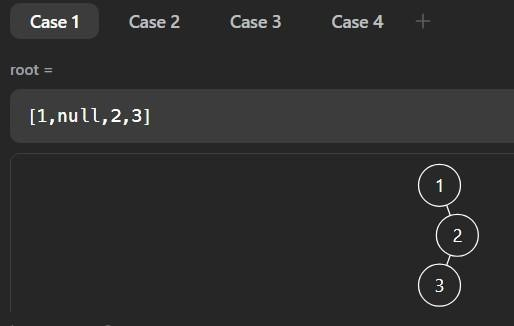 Case 1 Case 2 Case 3 Case 4 +
root =
[1,null,2,3]
1
2
3